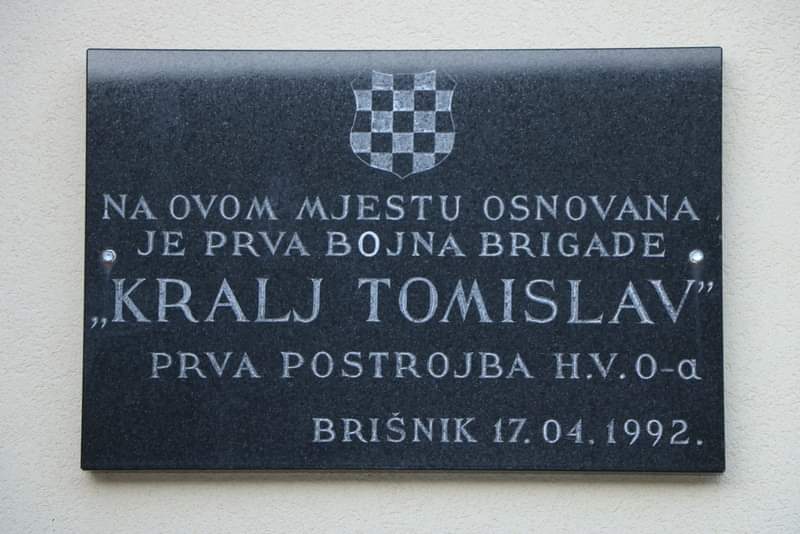 NA OVOM MJESTU OSNOVANA
JE PRVA BOJNA BRIGADE
„KRALJ TOMISLAV”
PRVA POSTROJBA H.V.O-a
BRIŠNIK 17.04.1992.